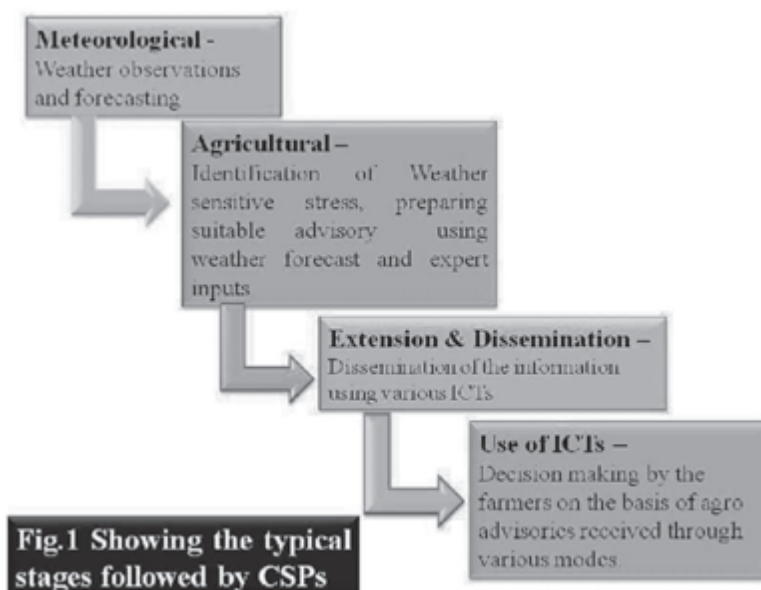 Meteorological -
Weather observations
and forecasting
Agricultural –
Identification of Weather
sensitive stress, preparing
suitable advisory using
weather forecast and expert
inputs
Extension & Dissemination –
Dissemination of the information
using various ICTs
Use of ICTs –
Decision making by the
farmers on the basis of agro
advisories received through
various modes
Fig.1 Showing the typical
stages followed by CSPs